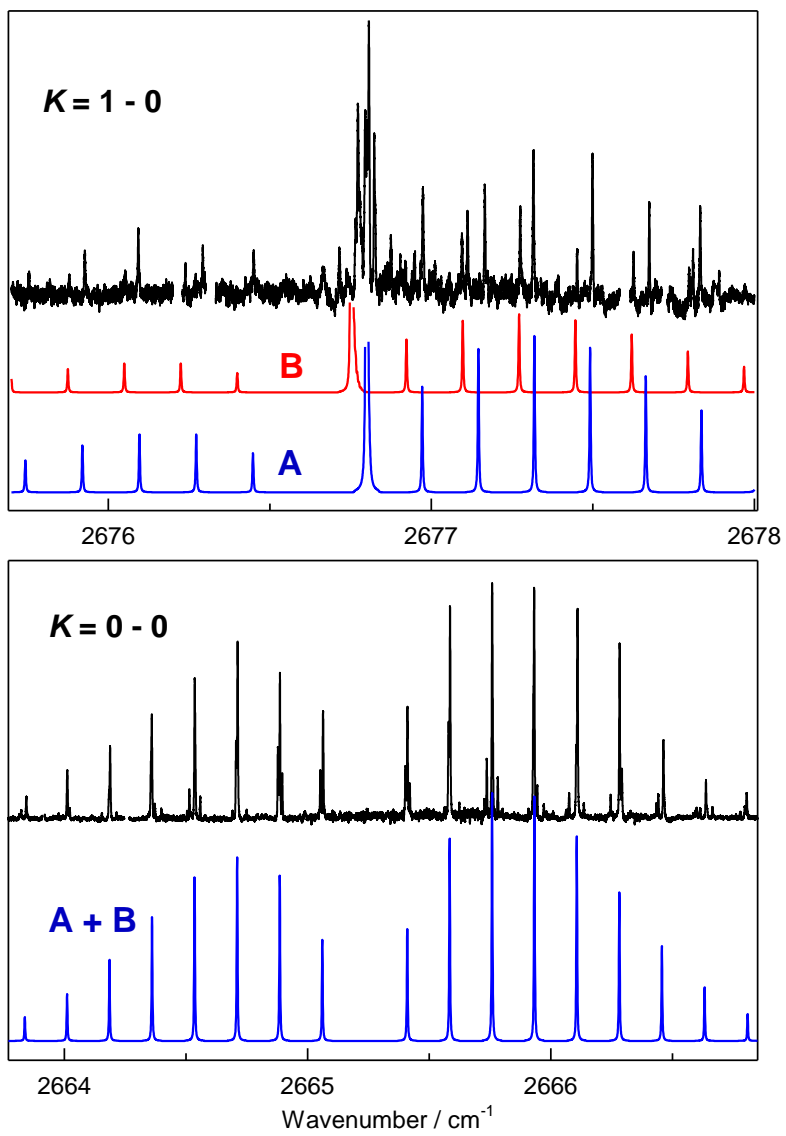 K = 1 - 0
B
A
2676 2677 2678
K = 0 - 0
A + B
2664 2665 2666
Wavenumber / cm⁻¹